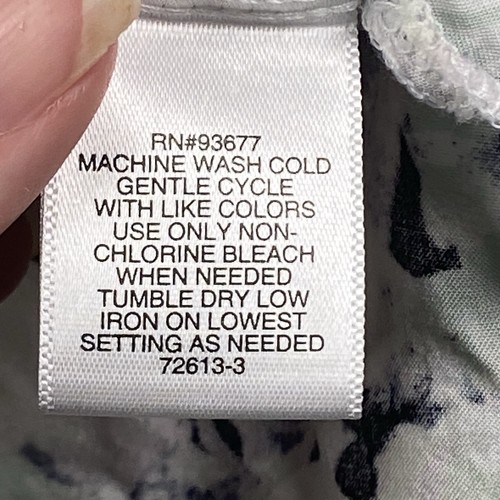 RN#93677
MACHINE WASH COLD
GENTLE CYCLE
WITH LIKE COLORS
USE ONLY NON-
CHLORINE BLEACH
WHEN NEEDED
TUMBLE DRY LOW
IRON ON LOWEST
SETTING AS NEEDED
72613-3